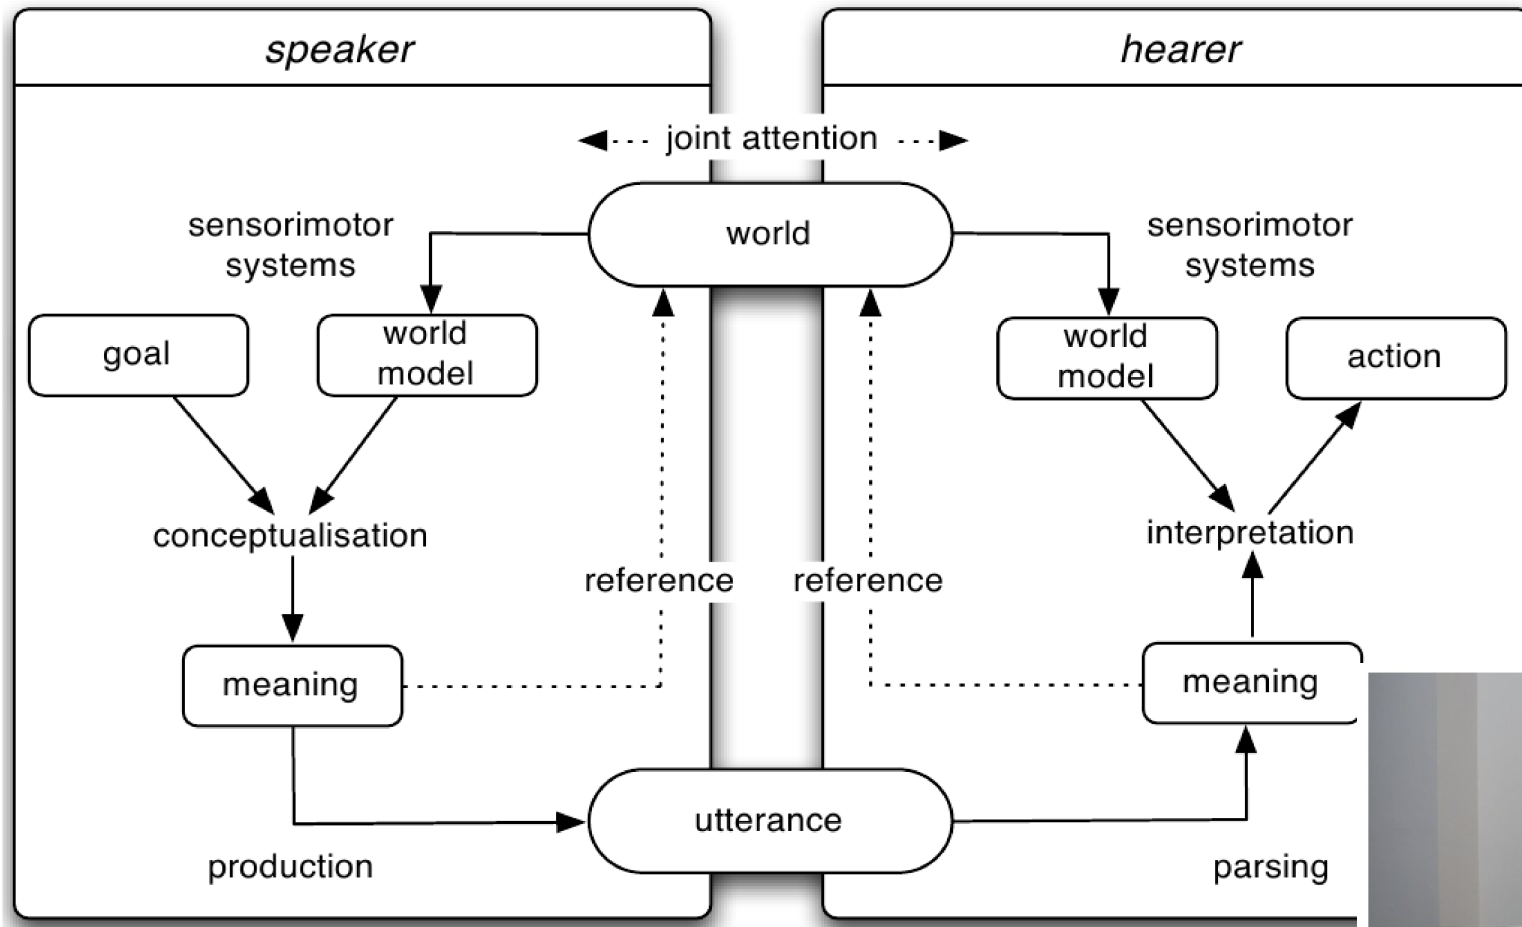 speaker
hearer
joint attention
sensorimotor
systems
world
sensorimotor
systems
goal
world
model
world
model
action
conceptualisation
interpretation
reference
reference
meaning
meaning
utterance
production
parsing